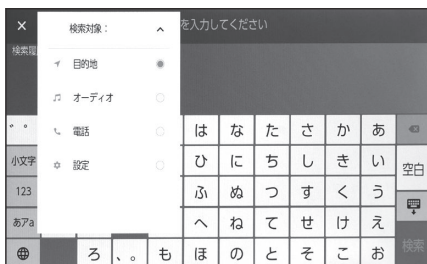 検索対象：
を入力してください
検索履
目的地
オーディオ
電話
設定
゛゜
は な た さ か あ
小文字
ひ に ち し き い
空白
123
ふ ぬ つ す く う
あア a
へ ね て せ け え
ろ 、。 も ほ の と そ こ お
検索